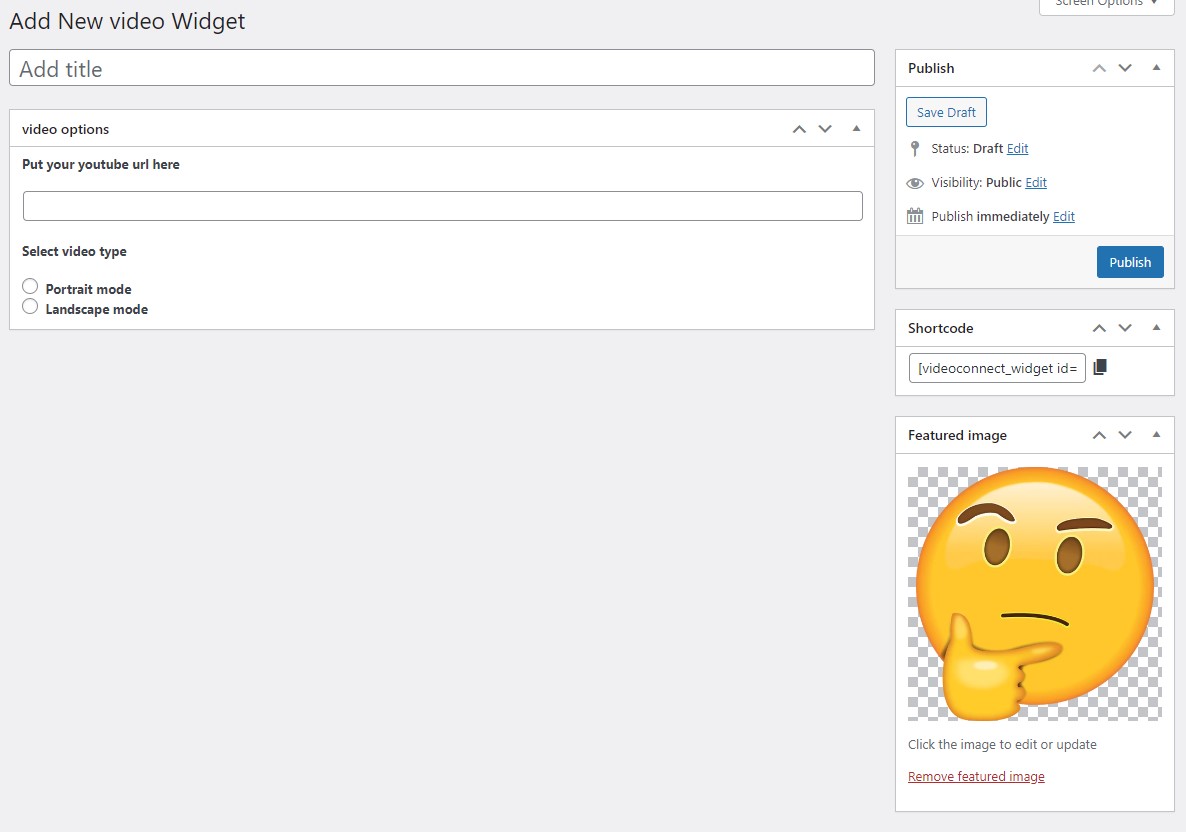 Screen Options
Add New video Widget
Add title
video options
Put your youtube url here
Select video type
Portrait mode
Landscape mode
Publish
Save Draft
Status: Draft Edit
Visibility: Public Edit
Publish immediately Edit
Publish
Shortcode
[videoconnect_widget id=
Featured image
Click the image to edit or update
Remove featured image